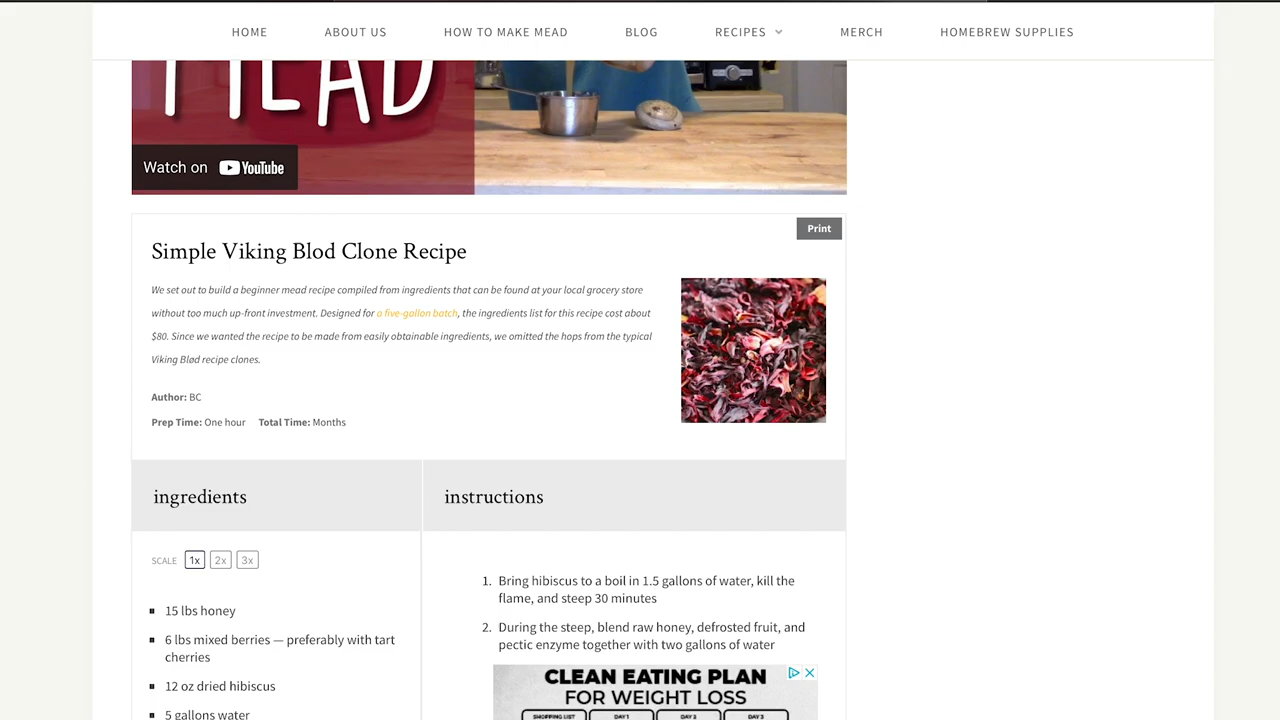 HOME ABOUT US HOW TO MAKE MEAD BLOG RECIPES MERCH HOMEBREW SUPPLIES
MEAD
Watch on YouTube
Print
Simple Viking Blod Clone Recipe
We set out to build a beginner mead recipe compiled from ingredients that can be found at your local grocery store
without too much up-front investment. Designed for a five-gallon batch, the ingredients list for this recipe cost about
$80. Since we wanted the recipe to be made from easily obtainable ingredients, we omitted the hops from the typical
Viking Blød recipe clones.
Author: BC
Prep Time: One hour Total Time: Months
ingredients
SCALE 1x 2x 3x
15 lbs honey
6 lbs mixed berries — preferably with tart
cherries
12 oz dried hibiscus
5 gallons water
instructions
1. Bring hibiscus to a boil in 1.5 gallons of water, kill the
flame, and steep 30 minutes
2. During the steep, blend raw honey, defrosted fruit, and
pectic enzyme together with two gallons of water
CLEAN EATING PLAN
FOR WEIGHT LOSS
SHOPPING LIST DAY 1 DAY 2 DAY 3